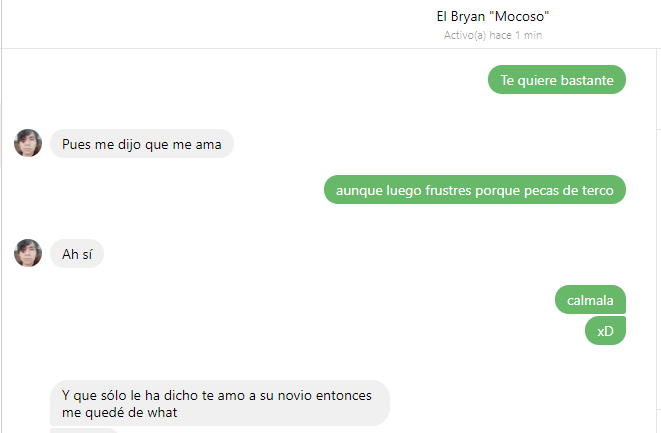 El Bryan "Mocoso"
Activo(a) hace 1 min
Te quiere bastante
Pues me dijo que me ama
aunque luego frustres porque pecas de terco
Ah sí
calmala
xD
Y que sólo le ha dicho te amo a su novio entonces
me quedé de what